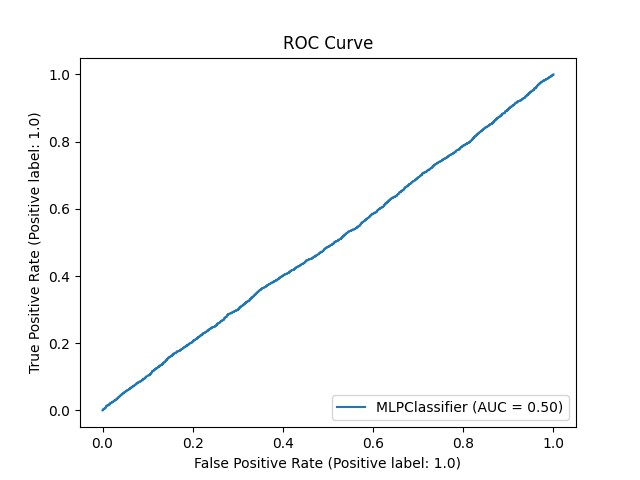 ROC Curve
True Positive Rate (Positive label: 1.0)
1.0
0.8
0.6
0.4
0.2
0.0
MLPClassifier (AUC = 0.50)
0.0 0.2 0.4 0.6 0.8 1.0
False Positive Rate (Positive label: 1.0)